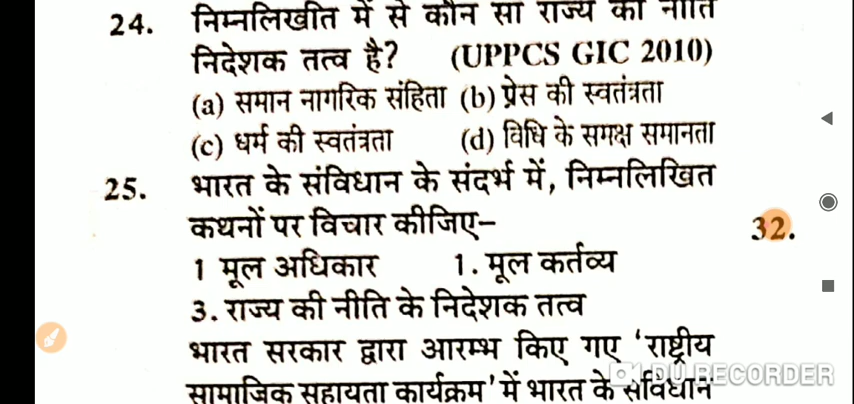 24. निम्नलिखीत में से कौन सा राज्य का नीति
निदेशक तत्व है? (UPPCS GIC 2010)
(a) समान नागरिक संहिता (b) प्रेस की स्वतंत्रता
(c) धर्म की स्वतंत्रता (d) विधि के समक्ष समानता
25. भारत के संविधान के संदर्भ में, निम्नलिखित
कथनों पर विचार कीजिए–
1 मूल अधिकार 1. मूल कर्तव्य
3. राज्य की नीति के निदेशक तत्व
भारत सरकार द्वारा आरम्भ किए गए ‘राष्ट्रीय
सामाजिक सहायता कार्यक्रम’ में भारत के संविधान
32.
DU RECORDER